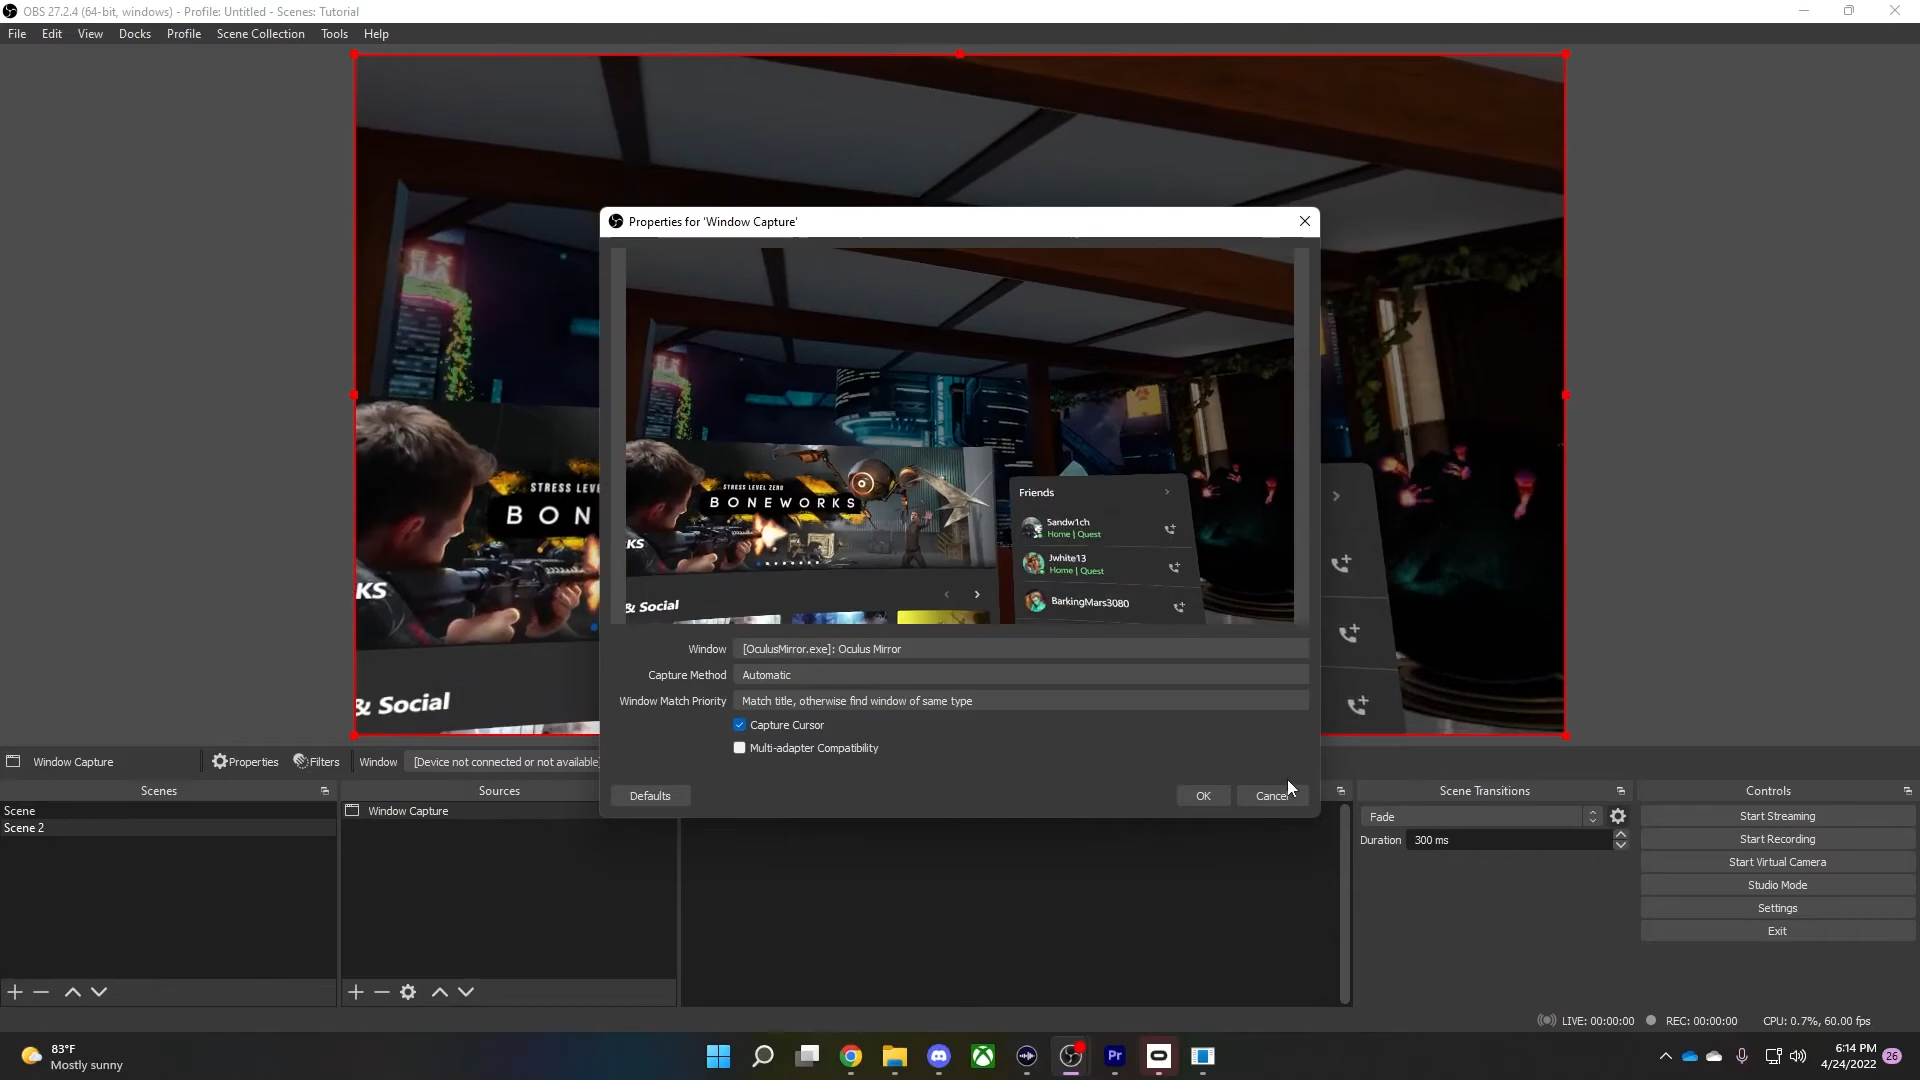 OBS 27.2.4 (64-bit, windows) - Profile: Untitled - Scenes: Tutorial
File Edit View Docks Profile Scene Collection Tools Help
Properties for 'Window Capture'
STRESS LEVEL ZERO
BONEWORKS
KS
& Social
Friends
Sandw1ch
Home | Quest
Jwhite13
Home | Quest
BarkingMars3080
STRESS LEVE
BON
KS
& Social
Window [OculusMirror.exe]: Oculus Mirror
Capture Method Automatic
Window Match Priority Match title, otherwise find window of same type
Capture Cursor
Multi-adapter Compatibility
Defaults OK Cancel
Window Capture Properties Filters Window [Device not connected or not available]
Scenes Sources Scene Transitions Controls
Scene
Scene 2
Window Capture
Fade
Duration 300 ms
Start Streaming
Start Recording
Start Virtual Camera
Studio Mode
Settings
Exit
LIVE: 00:00:00 REC: 00:00:00 CPU: 0.7%, 60.00 fps
83°F
Mostly sunny
Pr
6:14 PM
4/24/2022
26